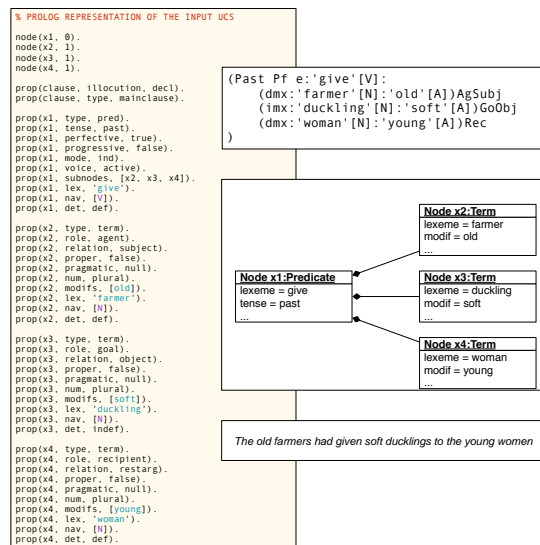 % PROLOG REPRESENTATION OF THE INPUT UCS
node(x1, 0).
node(x2, 1).
node(x3, 1).
node(x4, 1).
prop(clause, illocution, decl).
prop(clause, type, mainclause).
prop(x1, type, pred).
prop(x1, tense, past).
prop(x1, perfective, true).
prop(x1, progressive, false).
prop(x1, mode, ind).
prop(x1, voice, active).
prop(x1, subnodes, [x2, x3, x4]).
prop(x1, lex, 'give').
prop(x1, nav, [V]).
prop(x1, det, def).
prop(x2, type, term).
prop(x2, role, agent).
prop(x2, relation, subject).
prop(x2, proper, false).
prop(x2, pragmatic, null).
prop(x2, num, plural).
prop(x2, modifs, [old]).
prop(x2, lex, 'farmer').
prop(x2, nav, [N]).
prop(x2, det, def).
prop(x3, type, term).
prop(x3, role, goal).
prop(x3, relation, object).
prop(x3, proper, false).
prop(x3, pragmatic, null).
prop(x3, num, plural).
prop(x3, modifs, [soft]).
prop(x3, lex, 'duckling').
prop(x3, nav, [N]).
prop(x3, det, indef).
prop(x4, type, term).
prop(x4, role, recipient).
prop(x4, relation, restarg).
prop(x4, proper, false).
prop(x4, pragmatic, null).
prop(x4, num, plural).
prop(x4, modifs, [young]).
prop(x4, lex, 'woman').
prop(x4, nav, [N]).
prop(x4, det, def).
(Past Pf e:'give'[V]:
(dmx:'farmer'[N]:'old'[A])AgSubj
(imx:'duckling'[N]:'soft'[A])GoObj
(dmx:'woman'[N]:'young'[A])Rec
)
Node x2:Term
lexeme = farmer
modif = old
...
Node x1:Predicate
lexeme = give
tense = past
...
Node x3:Term
lexeme = duckling
modif = soft
...
Node x4:Term
lexeme = woman
modif = young
...
The old farmers had given soft ducklings to the young women